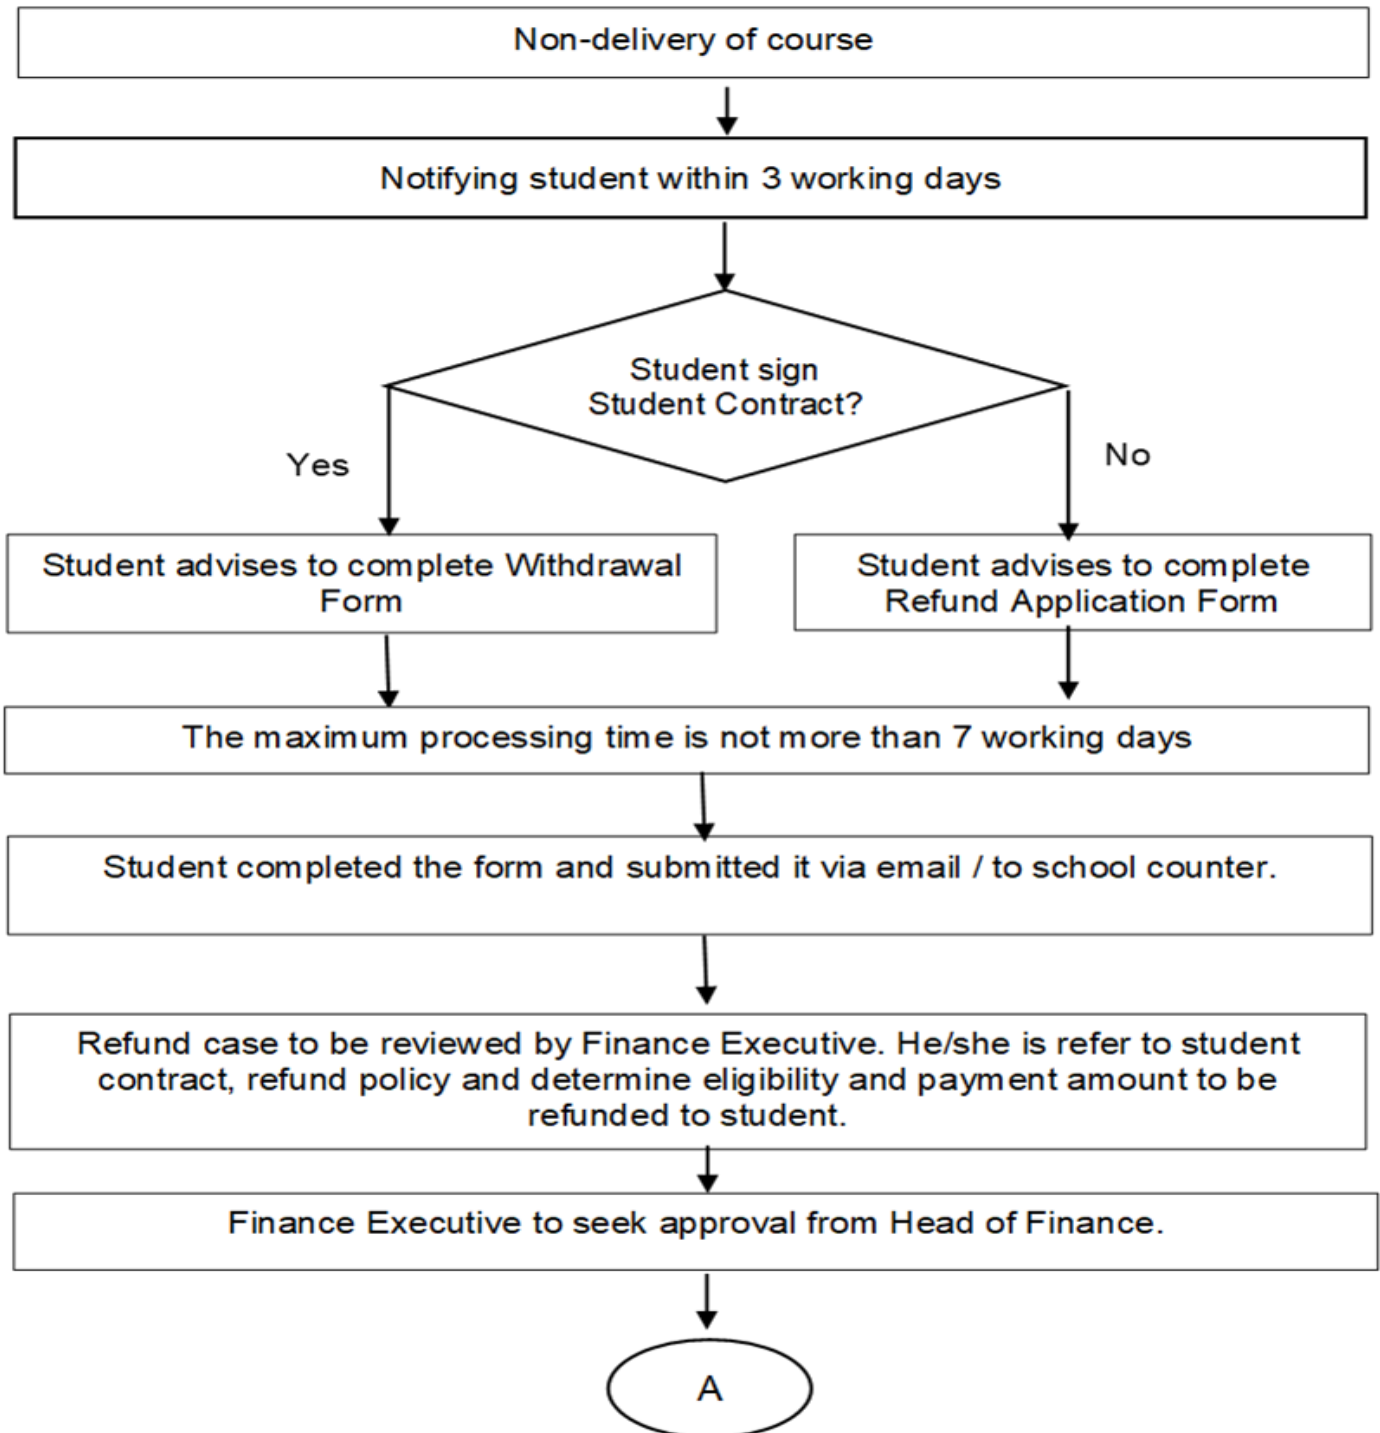 Non-delivery of course
Notifying student within 3 working days
Student sign
Student Contract?
Yes
No
Student advises to complete Withdrawal
Form
Student advises to complete
Refund Application Form
The maximum processing time is not more than 7 working days
Student completed the form and submitted it via email / to school counter.
Refund case to be reviewed by Finance Executive. He/she is refer to student
contract, refund policy and determine eligibility and payment amount to be
refunded to student.
Finance Executive to seek approval from Head of Finance.
A